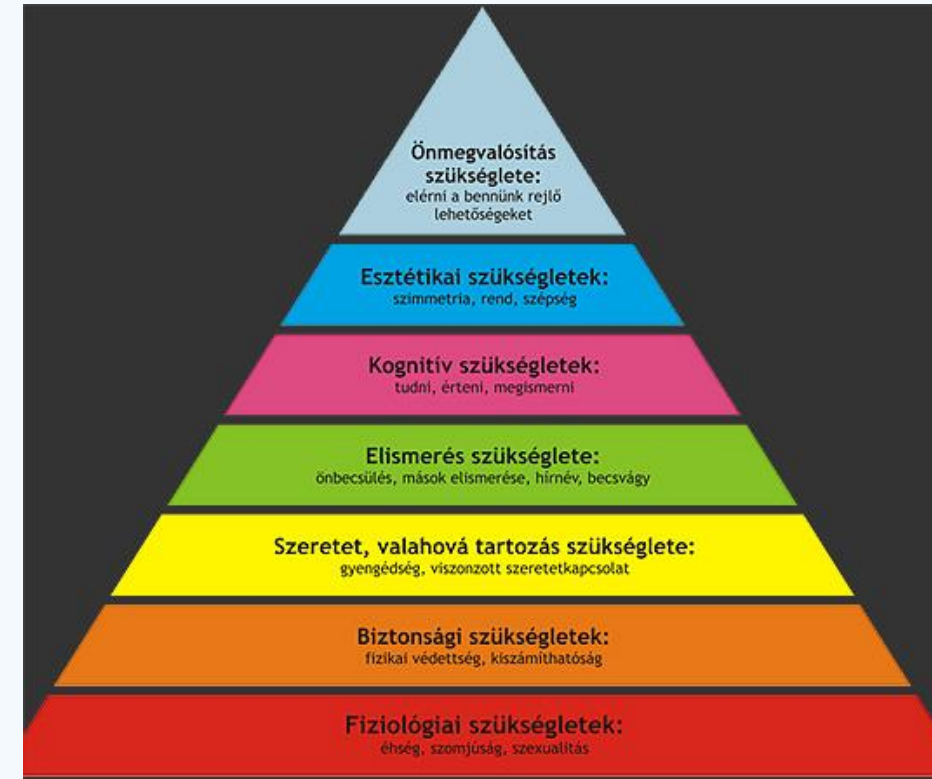 Önmegvalósítás
szükséglete:
elérni a bennünk rejlő
lehetőségeket
Esztétikai szükségletek:
szimmetria, rend, szépség
Kognitív szükségletek:
tudni, érteni, megismerni
Elismerés szükséglete:
önbecsülés, mások elismerése, hírnév, becsvágy
Szeretet, valahová tartozás szükséglete:
gyengédség, viszonzott szeretetkapcsolat
Biztonsági szükségletek:
fizikai védettség, kiszámíthatóság
Fiziológiai szükségletek:
éhség, szomjúság, szexualitás